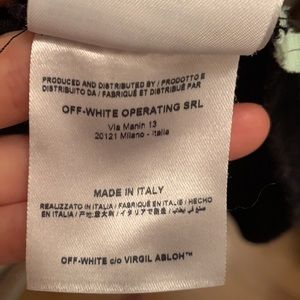 PRODUCED AND DISTRIBUTED BY / PRODOTTO E
DISTRIBUITO DA / FABRIQUÉ ET DISTRIBUÉ PAR
OFF-WHITE OPERATING SRL
Via Manin 13
20121 Milano - Italia
MADE IN ITALY
REALIZZATO IN ITALIA / FABRIQUÉ EN ITALIE / HECHO
EN ITALIA / 产地: 意大利 / イタリアで製造 / صنع في إيطاليا
OFF-WHITE c/o VIRGIL ABLOH™